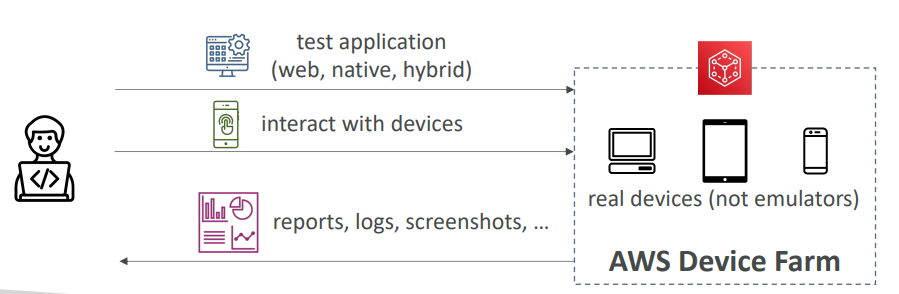 test application
(web, native, hybrid)
interact with devices
reports, logs, screenshots, ...
real devices (not emulators)
AWS Device Farm